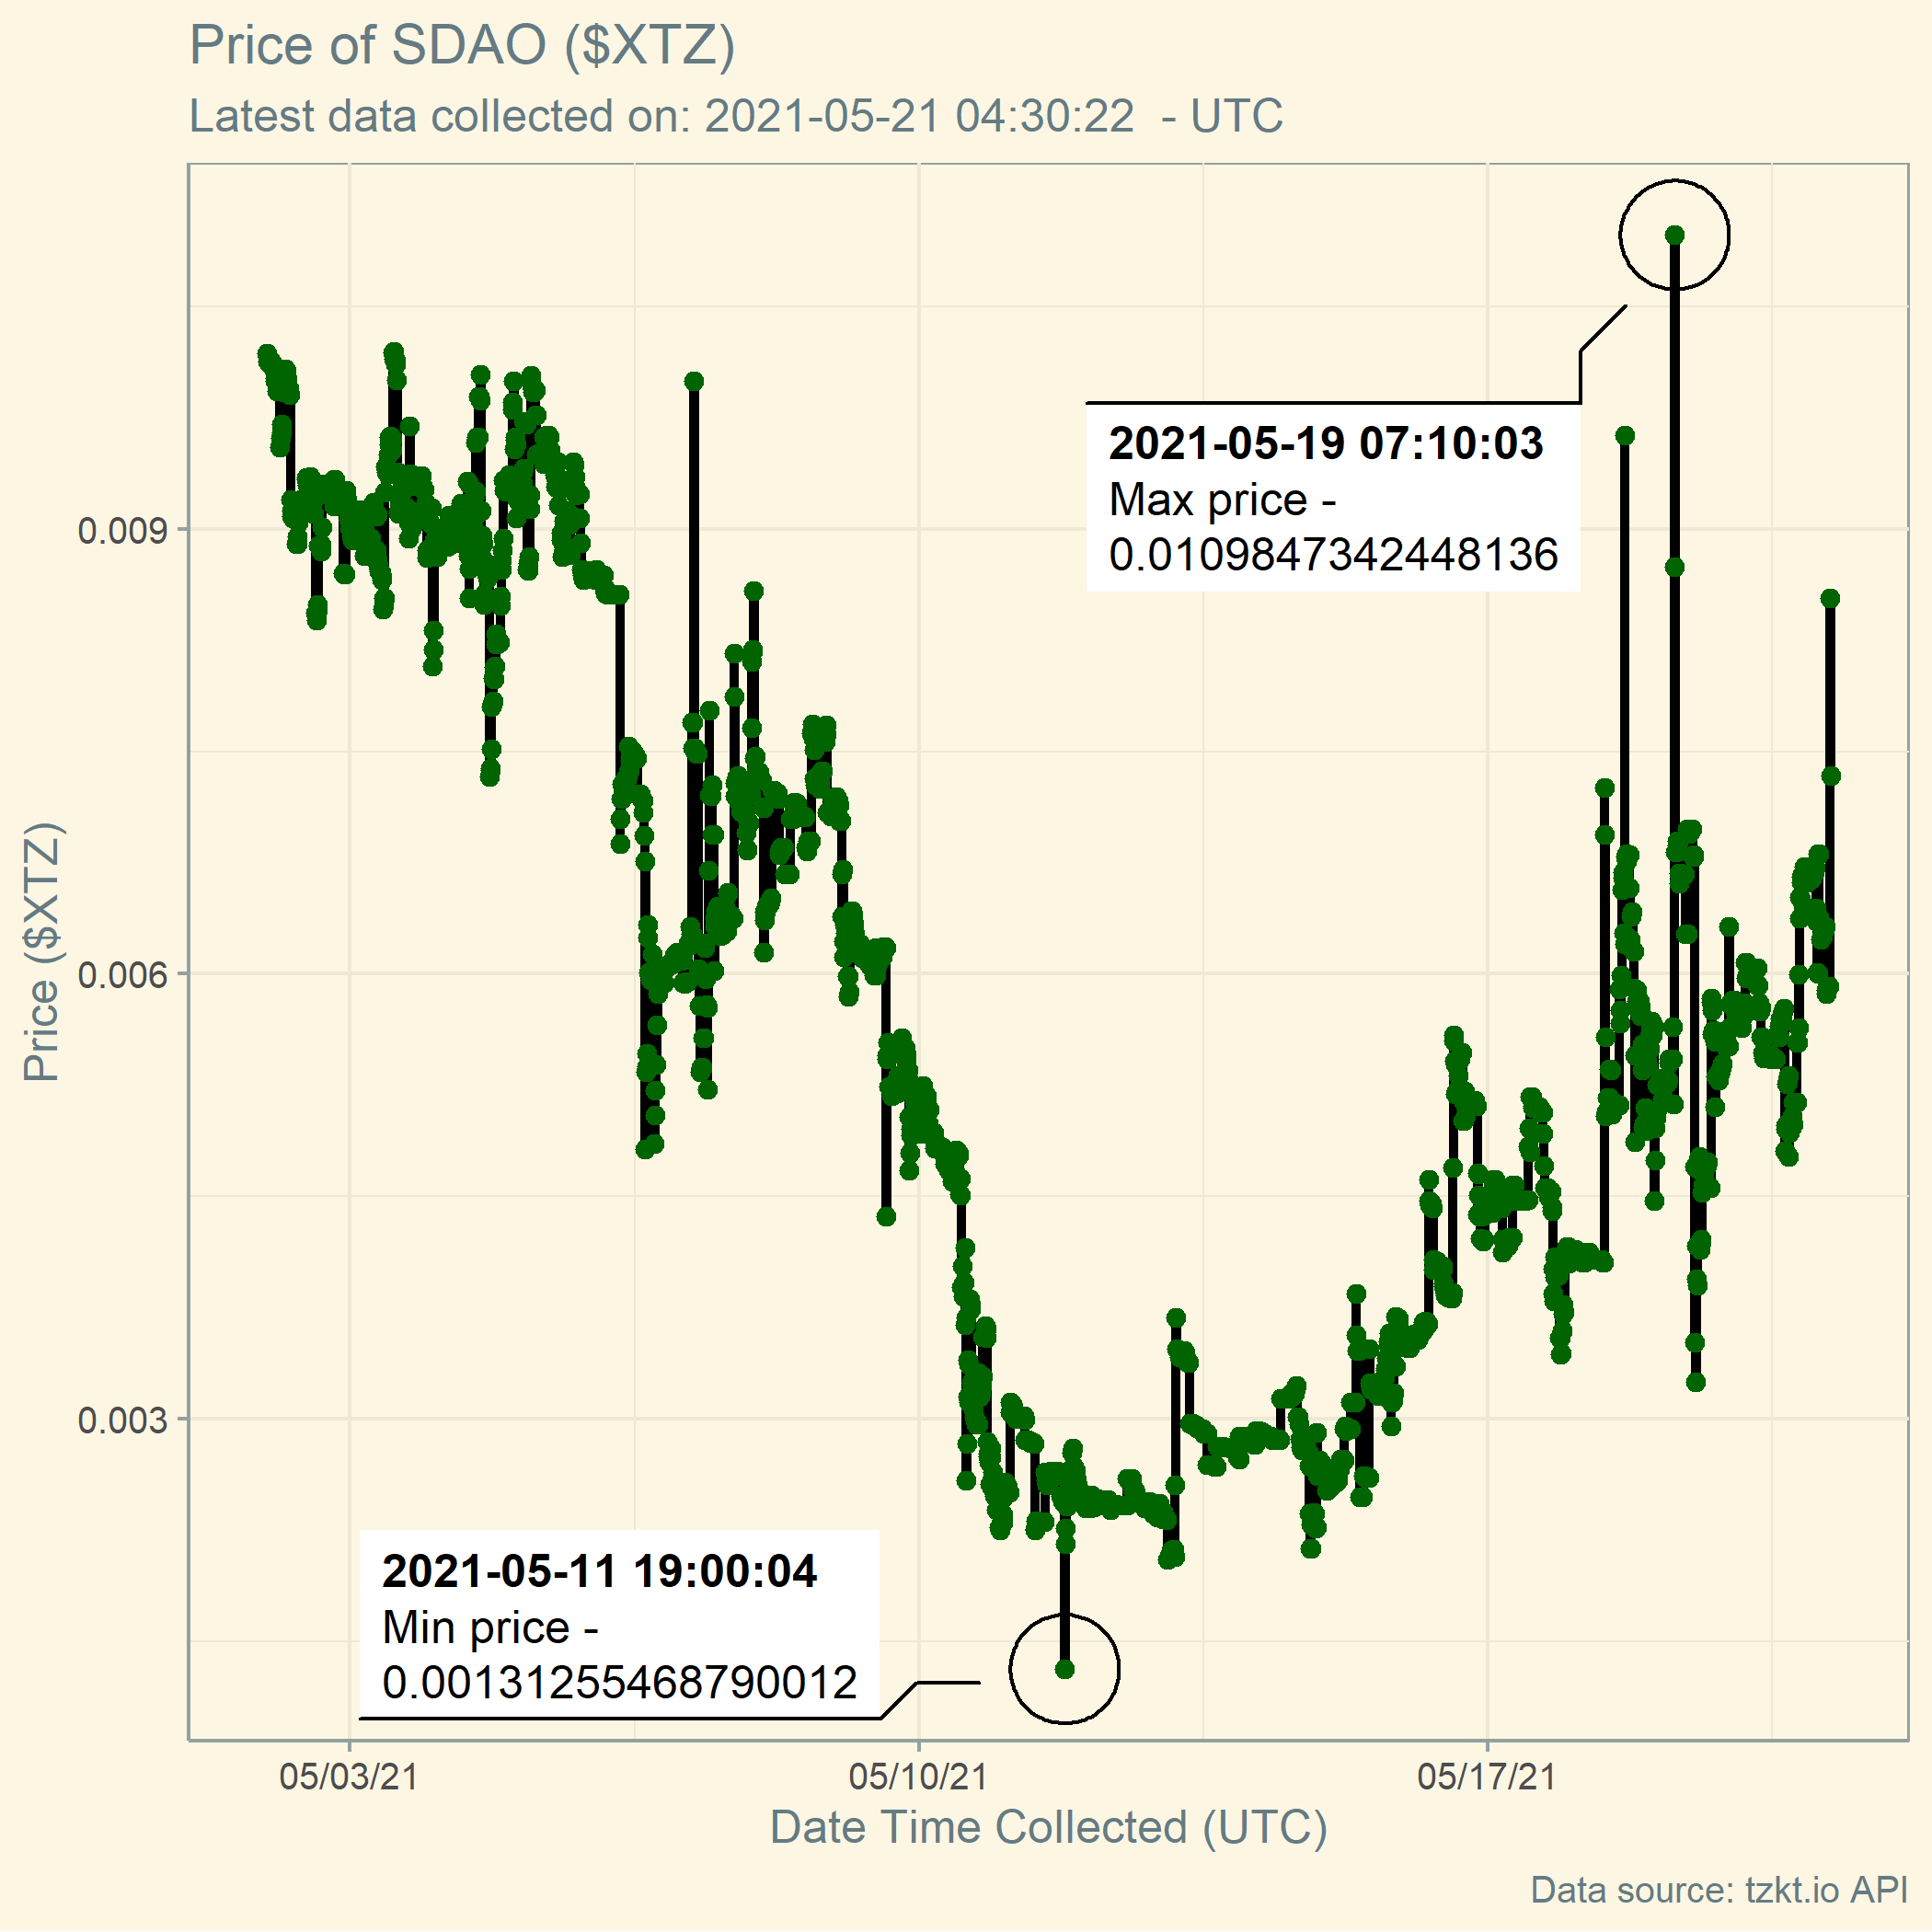 Price of SDAO ($XTZ)
Latest data collected on: 2021-05-21 04:30:22  - UTC
2021-05-19 07:10:03
Max price -
0.0109847342448136
0.009
0.006
0.003
Price ($XTZ)
2021-05-11 19:00:04
Min price -
0.00131255468790012
05/03/21
05/10/21
05/17/21
Date Time Collected (UTC)
Data source: tzkt.io API